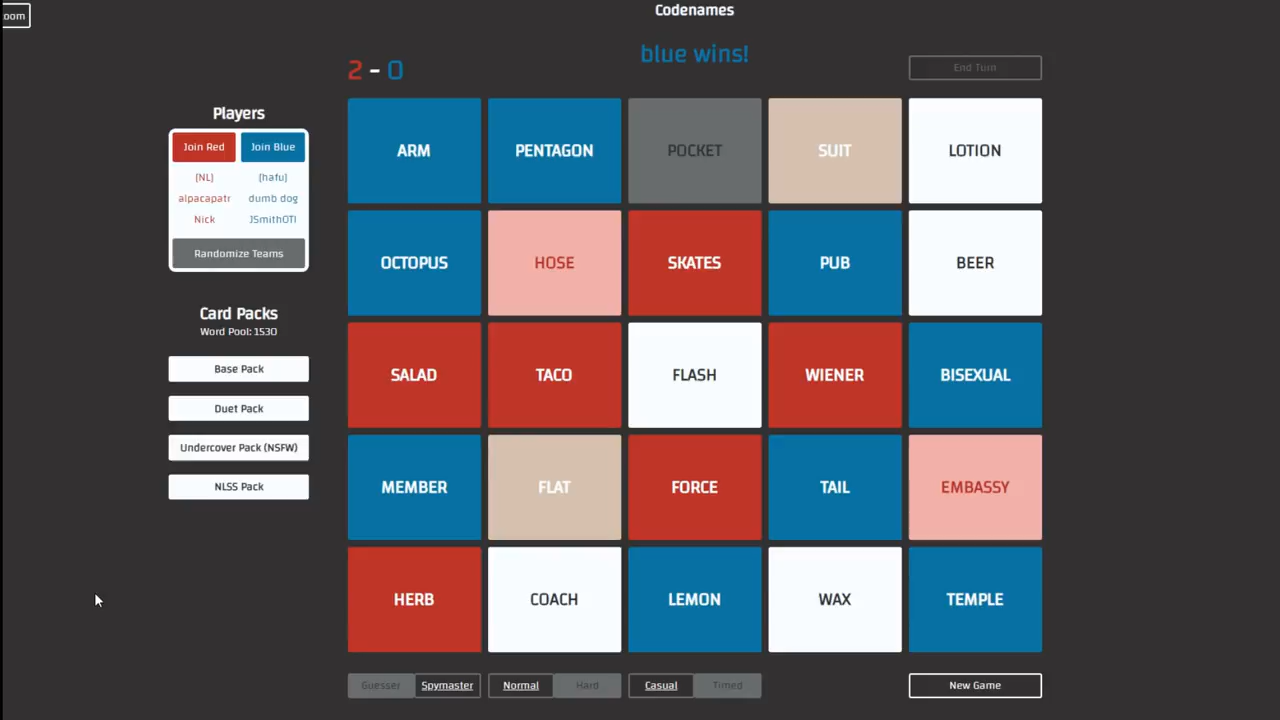 oom
Codenames
2 - 0
blue wins!
End Turn
Players
Join Red
Join Blue
(NL)
(hafu)
alpacapatr
dumb dog
Nick
JSmithOTI
Randomize Teams
Card Packs
Word Pool: 1530
Base Pack
Duet Pack
Undercover Pack (NSFW)
NLSS Pack
ARM
PENTAGON
POCKET
SUIT
LOTION
OCTOPUS
HOSE
SKATES
PUB
BEER
SALAD
TACO
FLASH
WIENER
BISEXUAL
MEMBER
FLAT
FORCE
TAIL
EMBASSY
HERB
COACH
LEMON
WAX
TEMPLE
Guesser
Spymaster
Normal
Hard
Casual
Timed
New Game